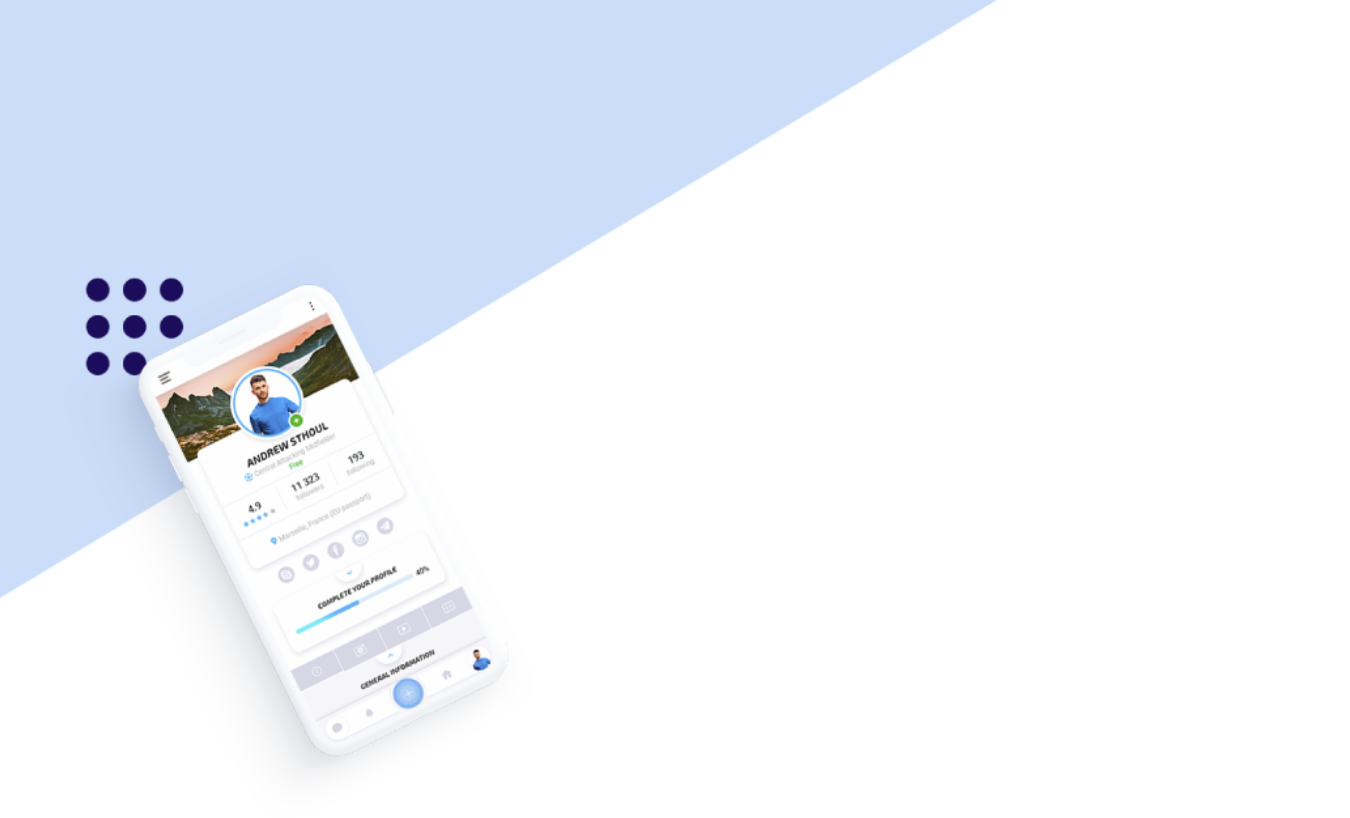 ANDREW STHOUL
Central Attacking Midfielder
Free
4.9
11 323
followers
193
following
Marseille, France (EU passport)
COMPLETE YOUR PROFILE
40%
GENERAL INFORMATION